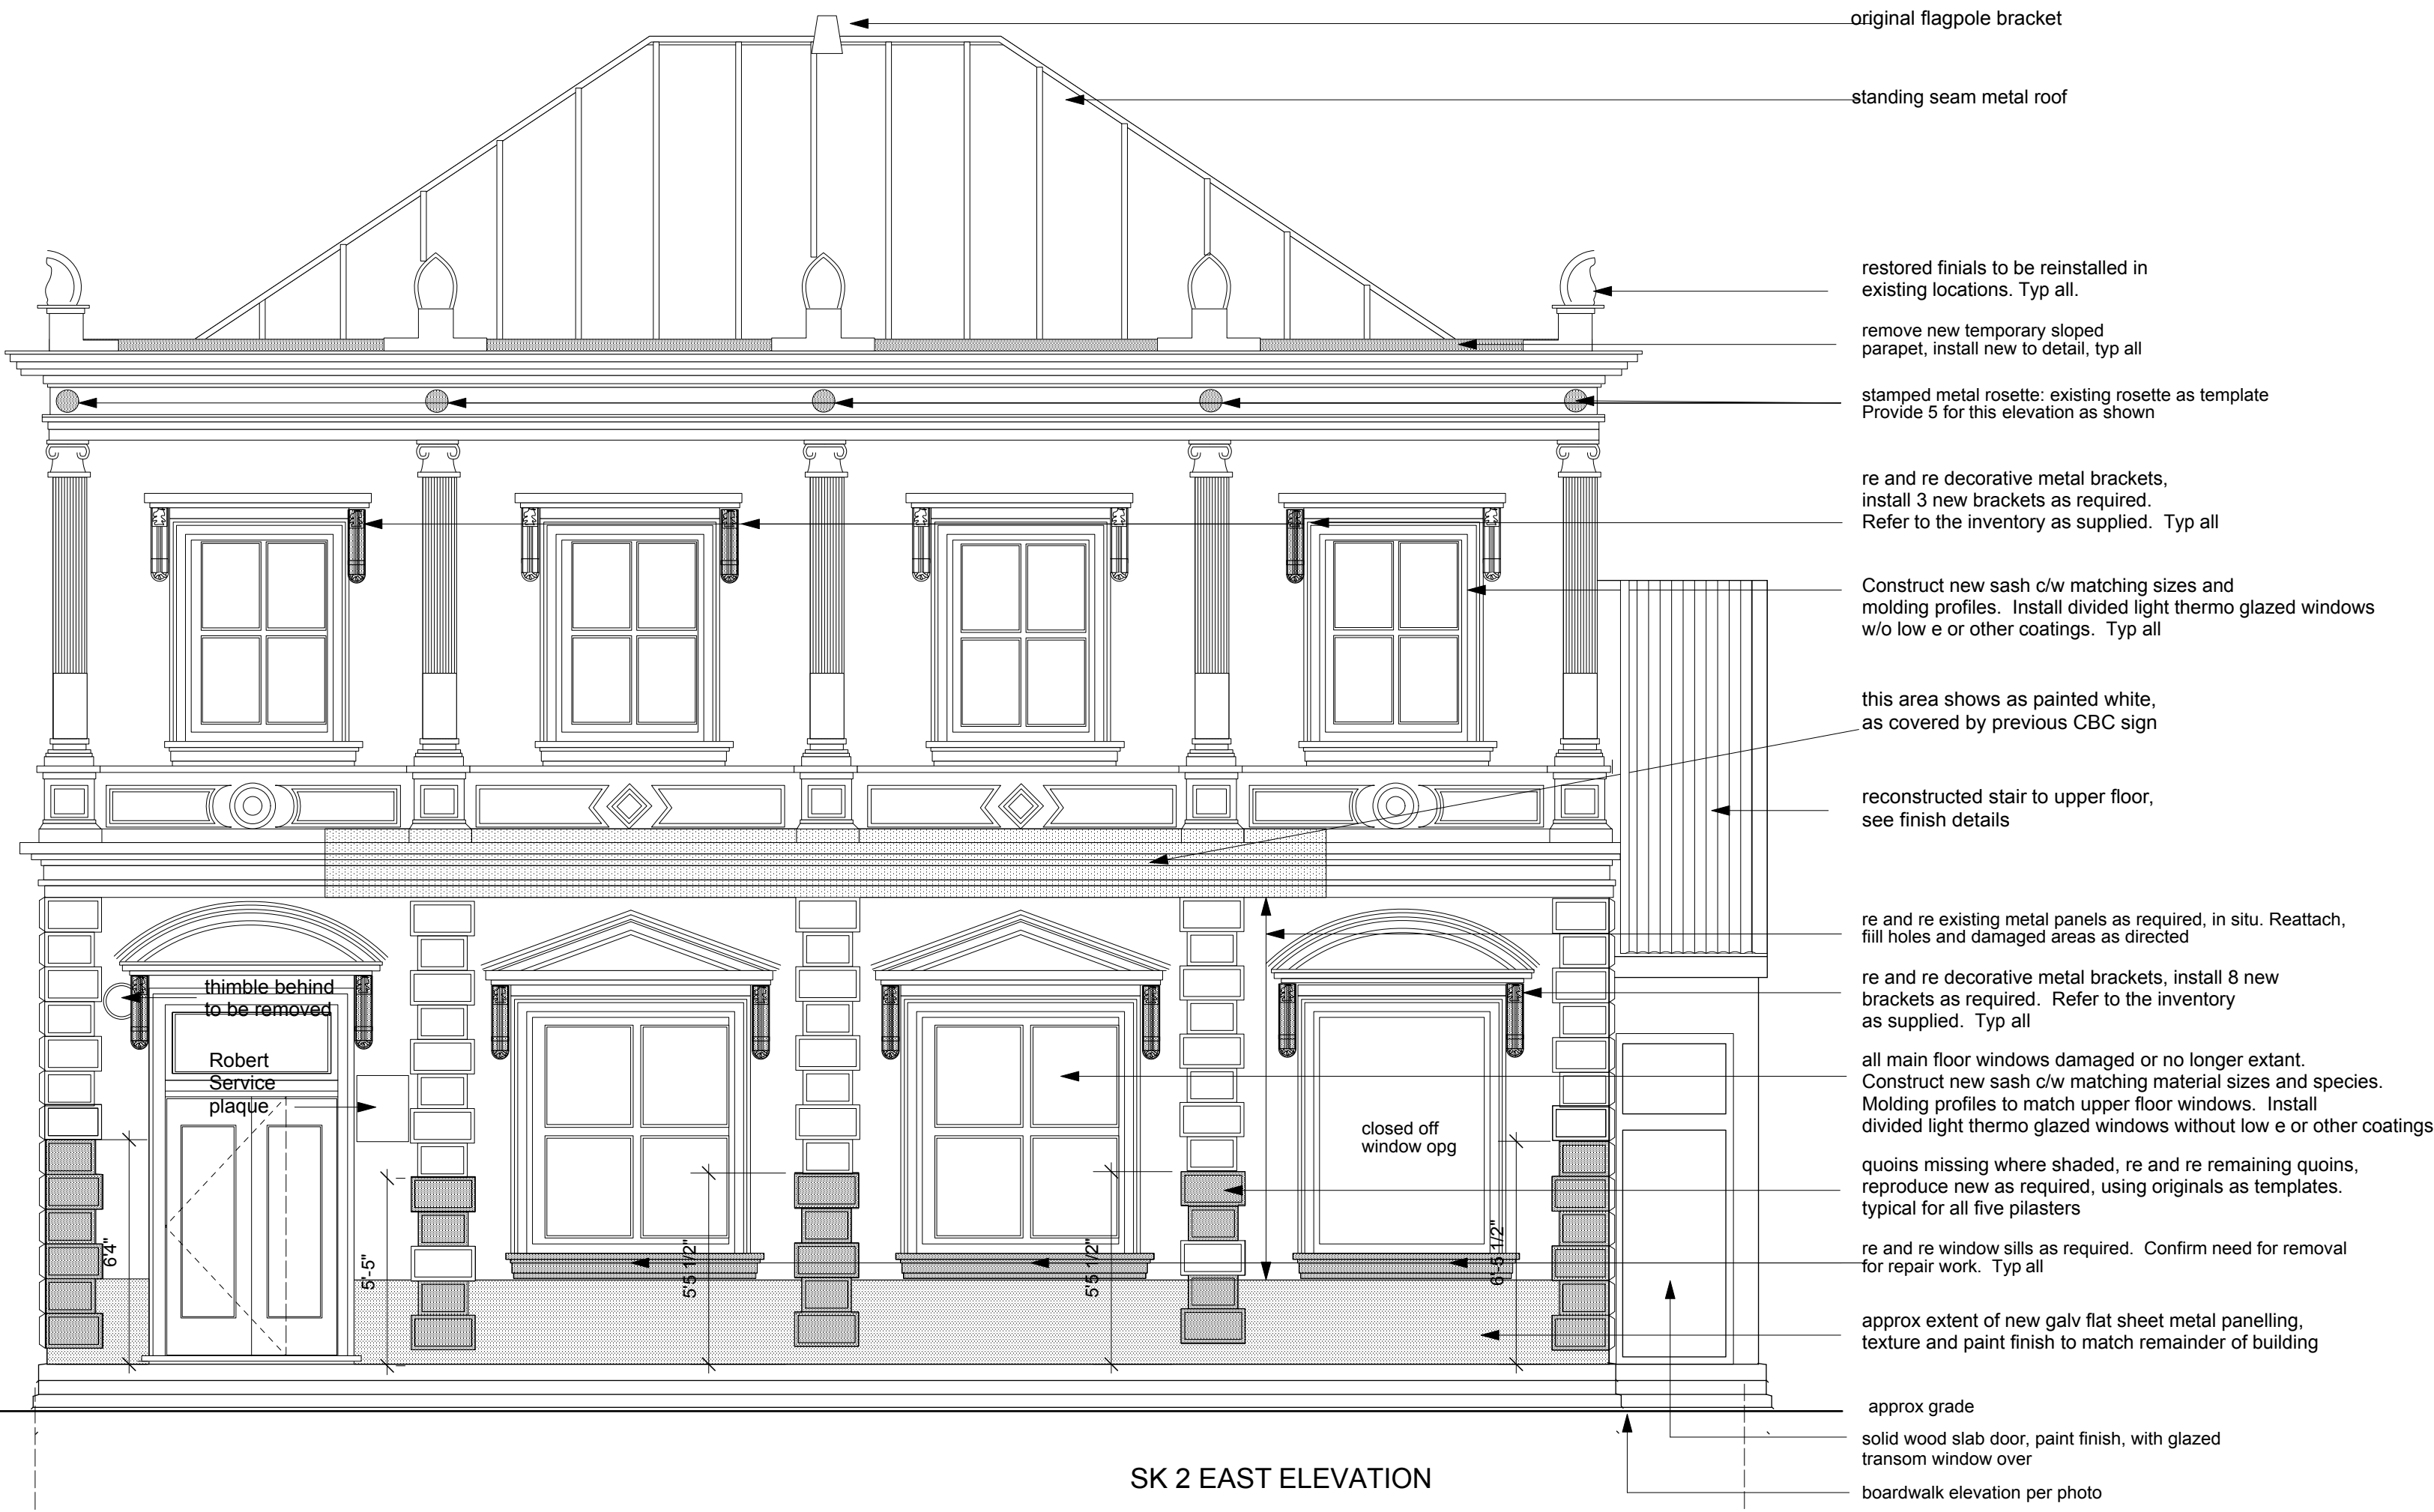 original flagpole bracket
standing seam metal roof
restored finials to be reinstalled in
existing locations. Typ all.
remove new temporary sloped
parapet, install new to detail, typ all
stamped metal rosette: existing rosette as template
Provide 5 for this elevation as shown
re and re decorative metal brackets,
install 3 new brackets as required.
Refer to the inventory as supplied. Typ all
Construct new sash c/w matching sizes and
molding profiles. Install divided light thermo glazed windows
w/o low e or other coatings. Typ all
this area shows as painted white,
as covered by previous CBC sign
reconstructed stair to upper floor,
see finish details
re and re existing metal panels as required, in situ. Reattach,
fiill holes and damaged areas as directed
re and re decorative metal brackets, install 8 new
brackets as required. Refer to the inventory
as supplied. Typ all
all main floor windows damaged or no longer extant.
Construct new sash c/w matching material sizes and species.
Molding profiles to match upper floor windows. Install
divided light thermo glazed windows without low e or other coatings
quoins missing where shaded, re and re remaining quoins,
reproduce new as required, using originals as templates.
typical for all five pilasters
re and re window sills as required. Confirm need for removal
for repair work. Typ all
approx extent of new galv flat sheet metal panelling,
texture and paint finish to match remainder of building
approx grade
solid wood slab door, paint finish, with glazed
transom window over
boardwalk elevation per photo
thimble behind
to be removed
Robert
Service
plaque
closed off
window opg
6'4"
5'-5"
5'5 1/2"
5'5 1/2"
6'-5 1/2"
SK 2 EAST ELEVATION